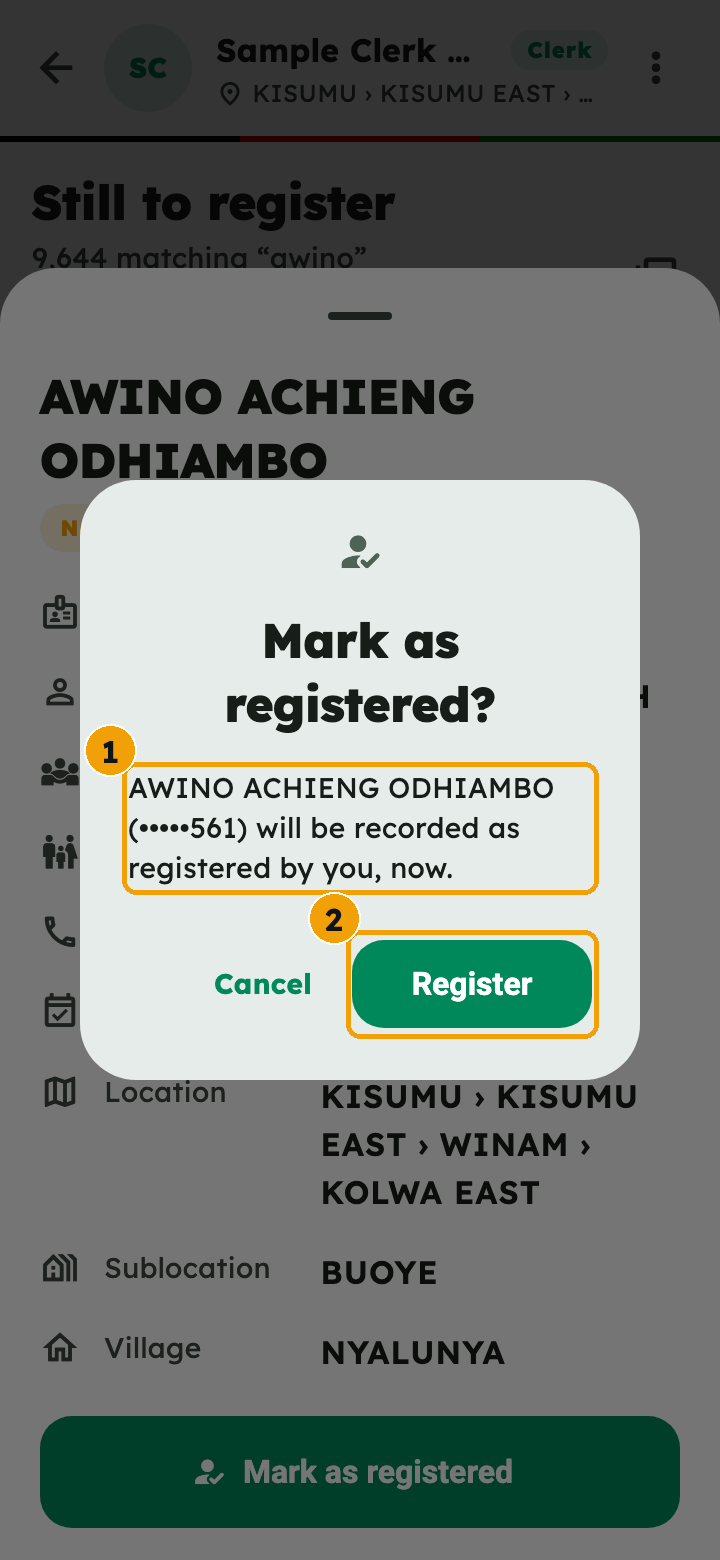 SC
Sample Clerk ...
Clerk
KISUMU › KISUMU EAST › ...
Still to register
9,644 matching “awino”
AWINO ACHIENG
ODHIAMBO
N
H
Mark as
registered?
1
AWINO ACHIENG ODHIAMBO
(•••••561) will be recorded as
registered by you, now.
2
Cancel
Register
Location
KISUMU › KISUMU
EAST › WINAM ›
KOLWA EAST
Sublocation
BUOYE
Village
NYALUNYA
Mark as registered